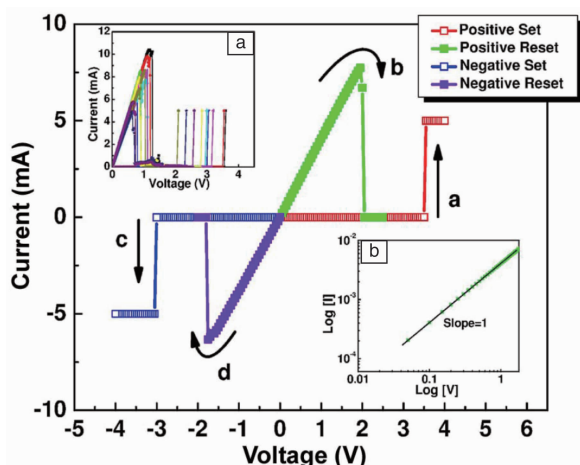 10
5
0
-5
-10
Current (mA)
-5 -4 -3 -2 -1 0 1 2 3 4 5 6
Voltage (V)
Positive Set
Positive Reset
Negative Set
Negative Reset
a
b
c
d
a
12
10
8
6
4
2
0
Current (mA)
0 1 2 3 4
Voltage (V)
b
10-2
10-3
10-4
Log [I]
Slope=1
0.01 0.1 1
Log [V]